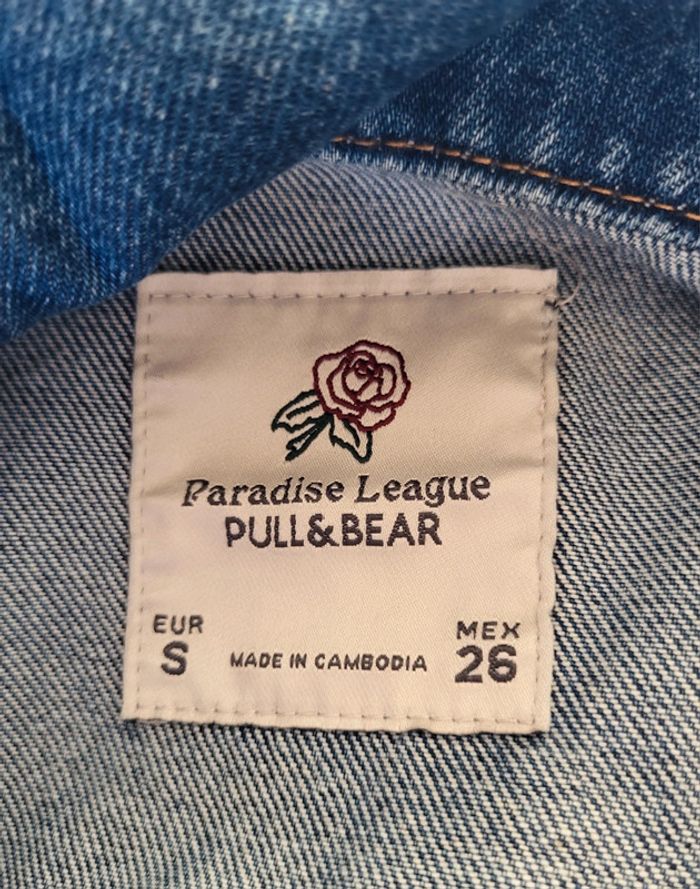 Paradise League
PULL&BEAR
EUR
S
MADE IN CAMBODIA
MEX
26